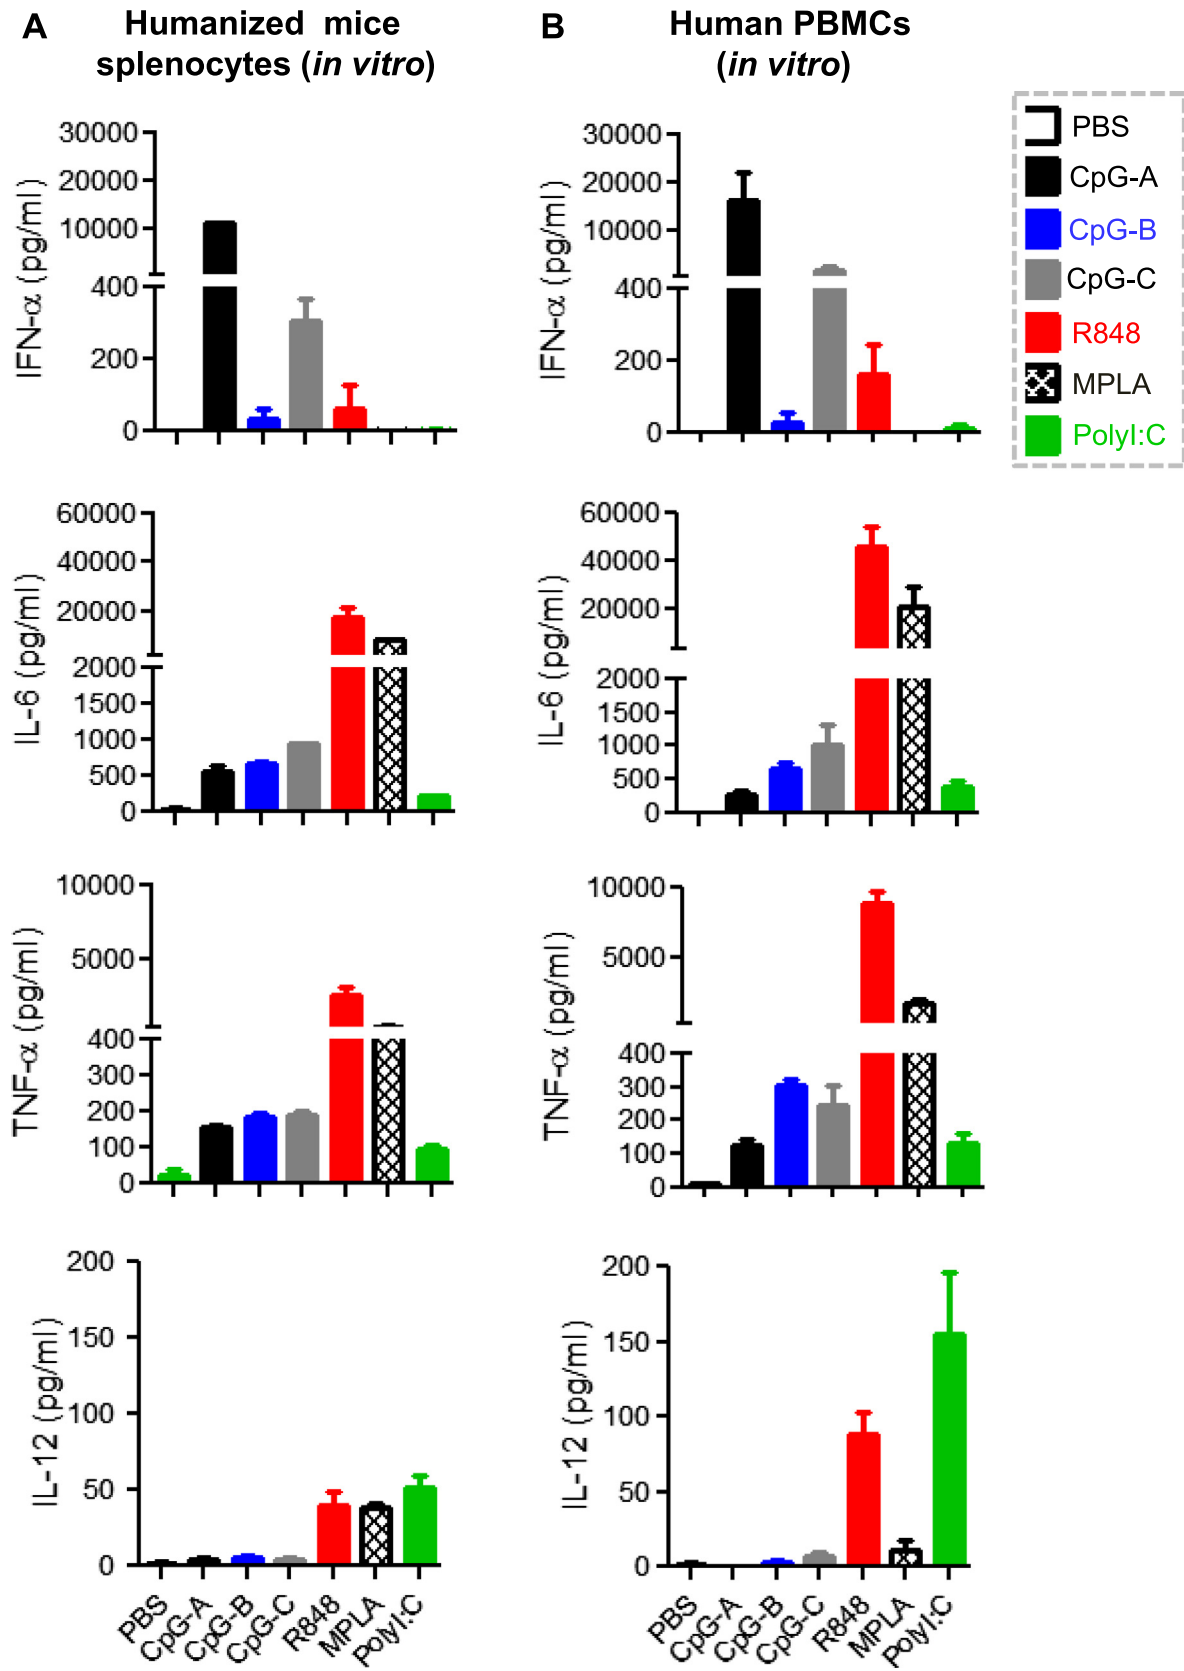 A
Humanized mice
splenocytes (in vitro)
B
Human PBMCs
(in vitro)
PBS
CpG-A
CpG-B
CpG-C
R848
MPLA
PolyI:C
IFN-α (pg/ml)
30000
20000
10000
400
200
0
IFN-α (pg/ml)
30000
20000
10000
400
200
0
IL-6 (pg/ml)
60000
40000
20000
2000
1500
1000
500
0
IL-6 (pg/ml)
60000
40000
20000
2000
1500
1000
500
0
TNF-α (pg/ml)
10000
5000
400
300
200
100
0
TNF-α (pg/ml)
10000
5000
400
300
200
100
0
IL-12 (pg/ml)
200
150
100
50
0
PBS
CpG-A
CpG-B
CpG-C
R848
MPLA
PolyI:C
IL-12 (pg/ml)
200
150
100
50
0
PBS
CpG-A
CpG-B
CpG-C
R848
MPLA
PolyI:C